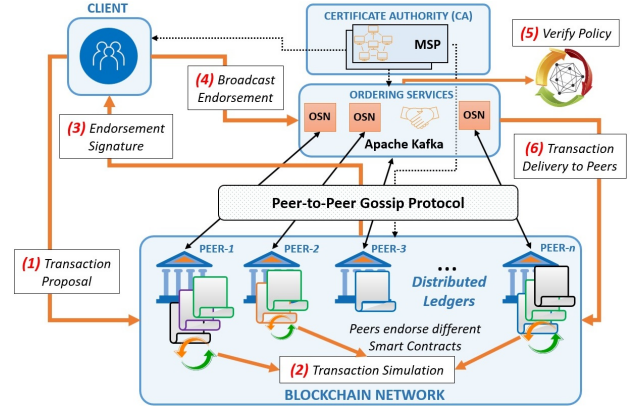 CLIENT
CERTIFICATE AUTHORITY (CA)
MSP
(5) Verify Policy
(4) Broadcast
Endorsement
ORDERING SERVICES
OSN
OSN
OSN
Apache Kafka
(3) Endorsement
Signature
(6) Transaction
Delivery to Peers
Peer-to-Peer Gossip Protocol
(1) Transaction
Proposal
PEER-1
PEER-2
PEER-3
PEER-n
...
Distributed
Ledgers
Peers endorse different
Smart Contracts
(2) Transaction Simulation
BLOCKCHAIN NETWORK